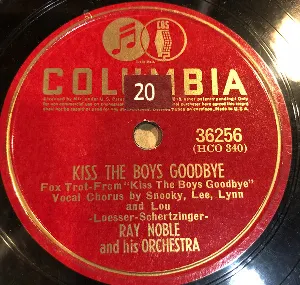 CBS
COLUMBIA
20
36256
(HCO 340)
KISS THE BOYS GOODBYE
Fox Trot-From "Kiss The Boys Goodbye"
Vocal Chorus by Snooky, Lee, Lynn
and Lou
-Loesser-Schertzinger-
RAY NOBLE
and his ORCHESTRA